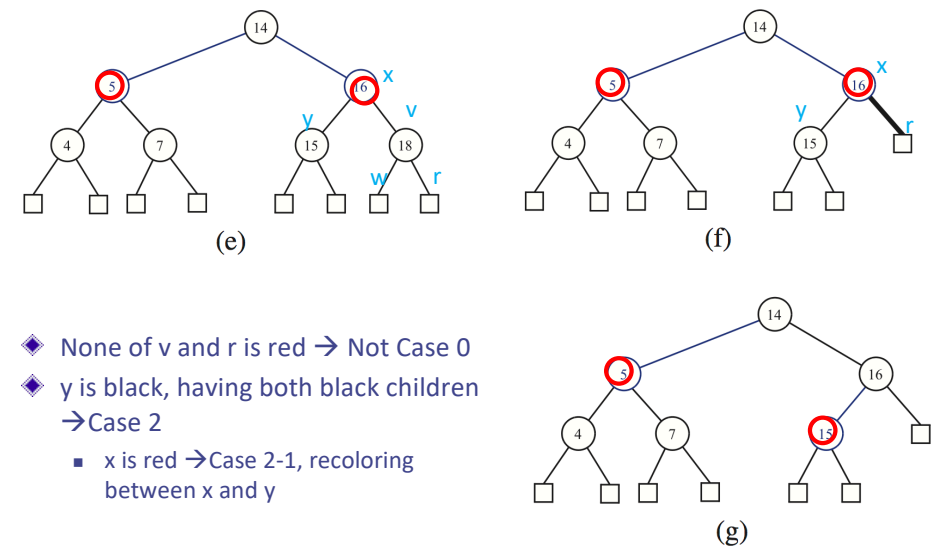 14
14
5
16
x
5
16
x
y
v
y
r
4
7
15
18
4
7
15
w
r
(e)
(f)
14
None of v and r is red → Not Case 0
5
16
y is black, having both black children
→Case 2
4
7
15
x is red →Case 2-1, recoloring
between x and y
(g)